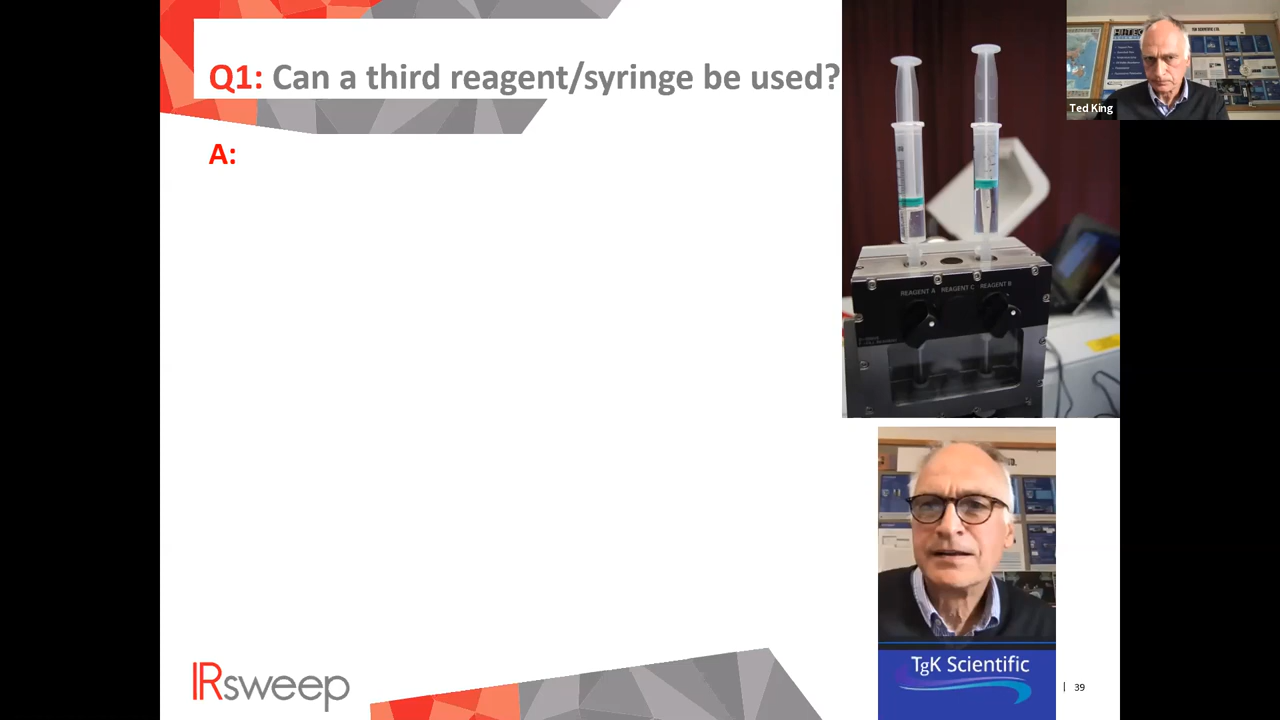 Q1: Can a third reagent/syringe be used?
A:
Ted King
REAGENT A REAGENT C REAGENT B
TgK Scientific
IRsweep
| 39